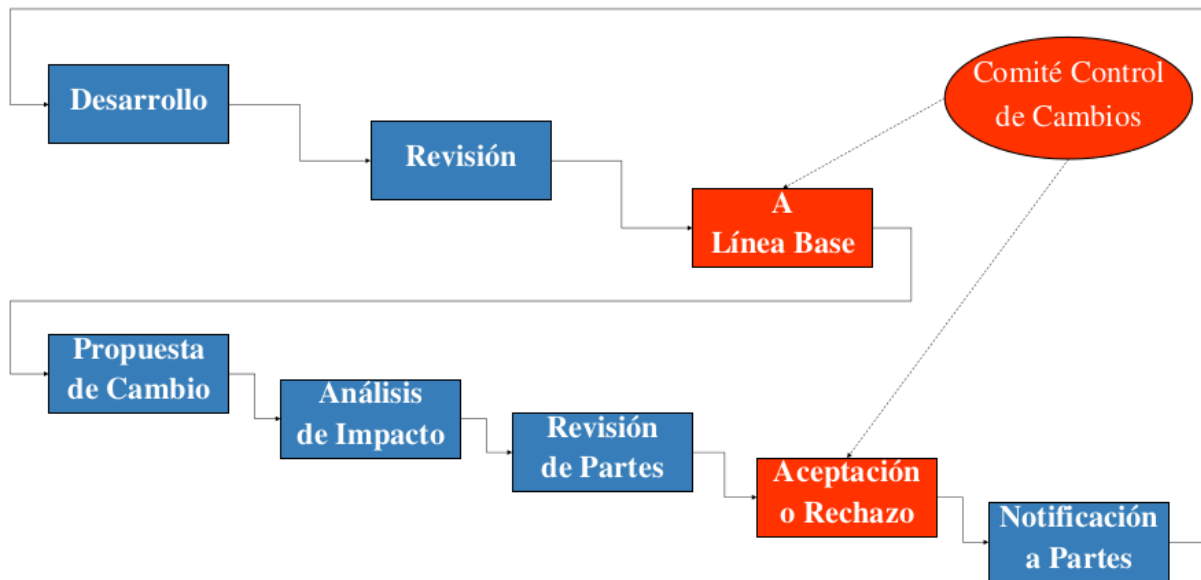 Desarrollo
Comité Control
de Cambios
Revisión
A
Línea Base
Propuesta
de Cambio
Análisis
de Impacto
Revisión
de Partes
Aceptación
o Rechazo
Notificación
a Partes